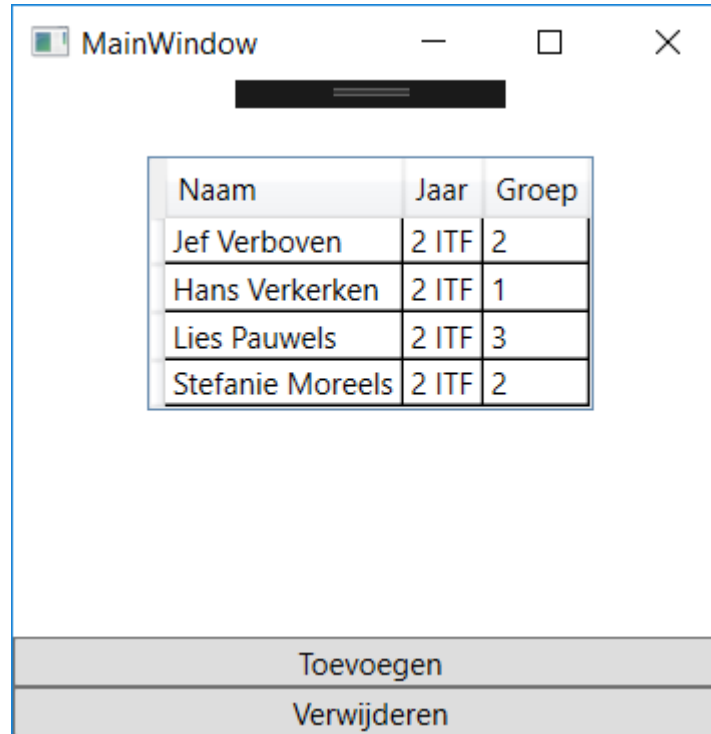 MainWindow
Naam Jaar Groep
Jef Verboven 2 ITF 2
Hans Verkerken 2 ITF 1
Lies Pauwels 2 ITF 3
Stefanie Moreels 2 ITF 2
Toevoegen
Verwijderen